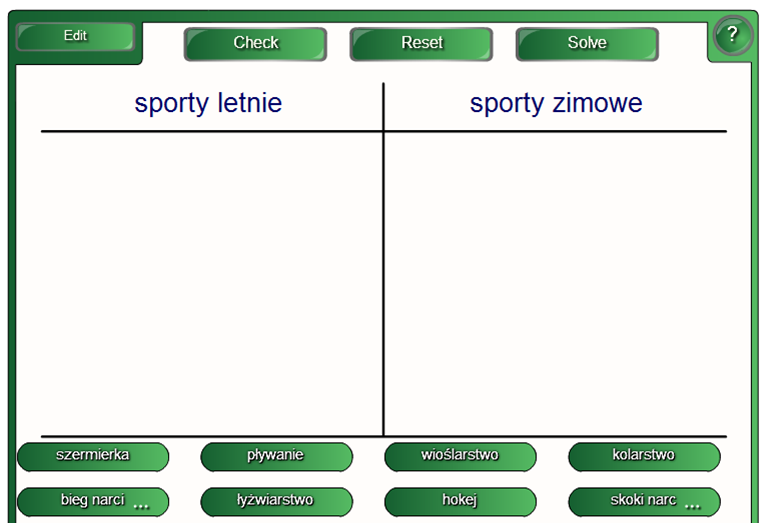 Edit
Check Reset Solve ?
sporty letnie sporty zimowe
szermierka pływanie wioślarstwo kolarstwo
bieg narci ... łyżwiarstwo hokej skoki narc ...